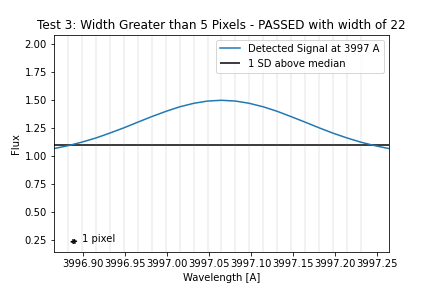 Test 3: Width Greater than 5 Pixels - PASSED with width of 22
2.00
1.75
1.50
1.25
1.00
0.75
0.50
0.25
Flux
Detected Signal at 3997 A
1 SD above median
1 pixel
3996.90 3996.95 3997.00 3997.05 3997.10 3997.15 3997.20 3997.25
Wavelength [A]